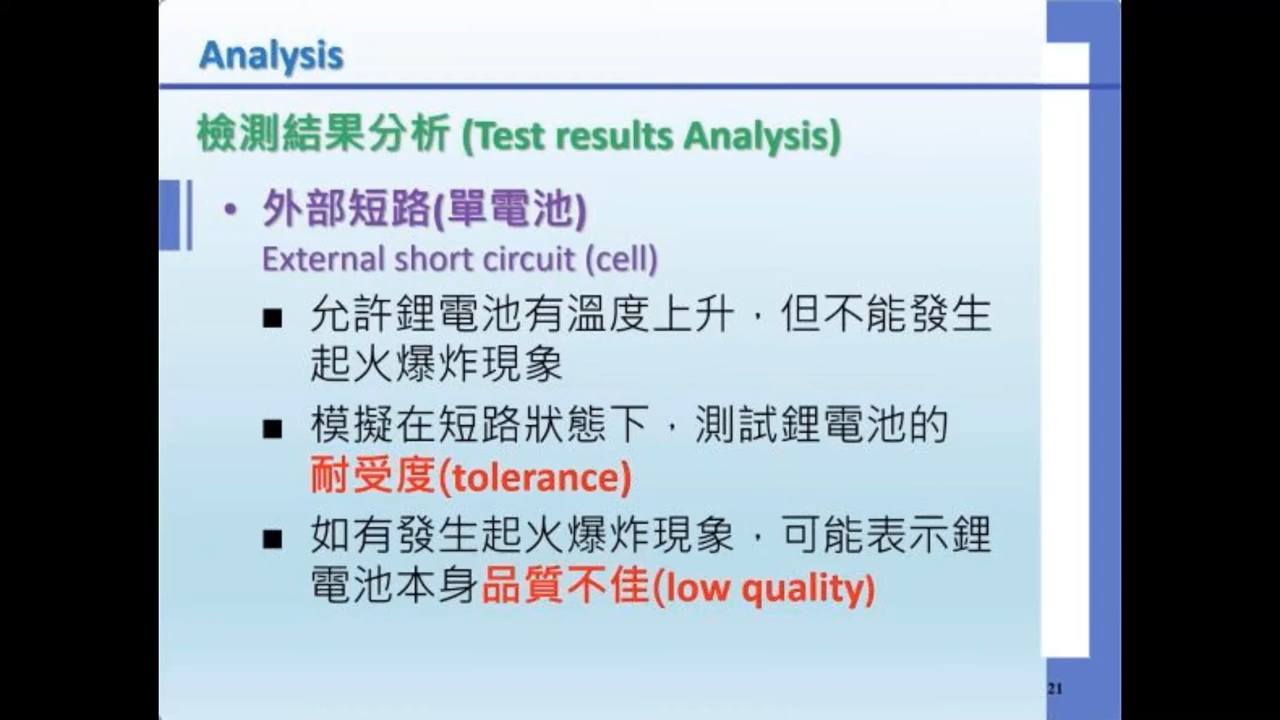 Analysis
檢測結果分析 (Test results Analysis)
• 外部短路(單電池)
External short circuit (cell)
■ 允許鋰電池有溫度上升，但不能發生
起火爆炸現象
■ 模擬在短路狀態下，測試鋰電池的
耐受度(tolerance)
■ 如有發生起火爆炸現象，可能表示鋰
電池本身品質不佳(low quality)
21